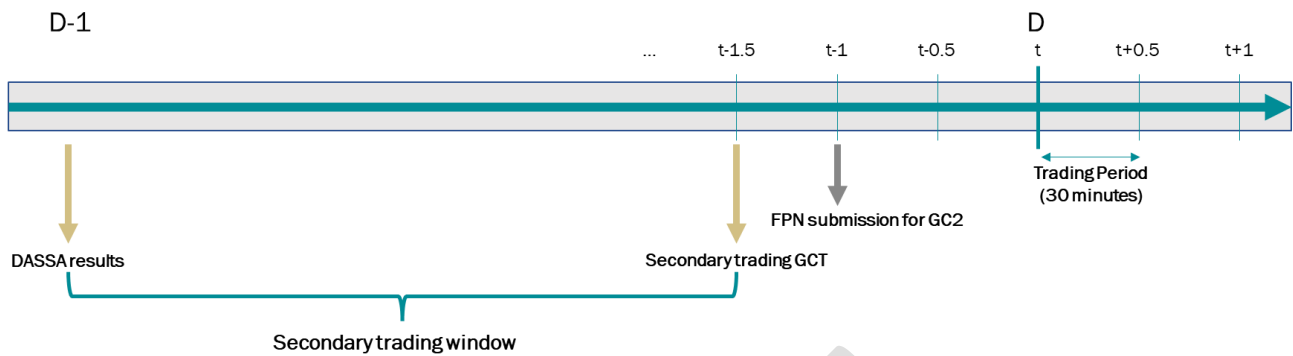 D-1
D
... t-1.5 t-1 t-0.5 t t+0.5 t+1
Trading Period
(30 minutes)
FPN submission for GC2
DASSA results
Secondary trading GCT
Secondary trading window